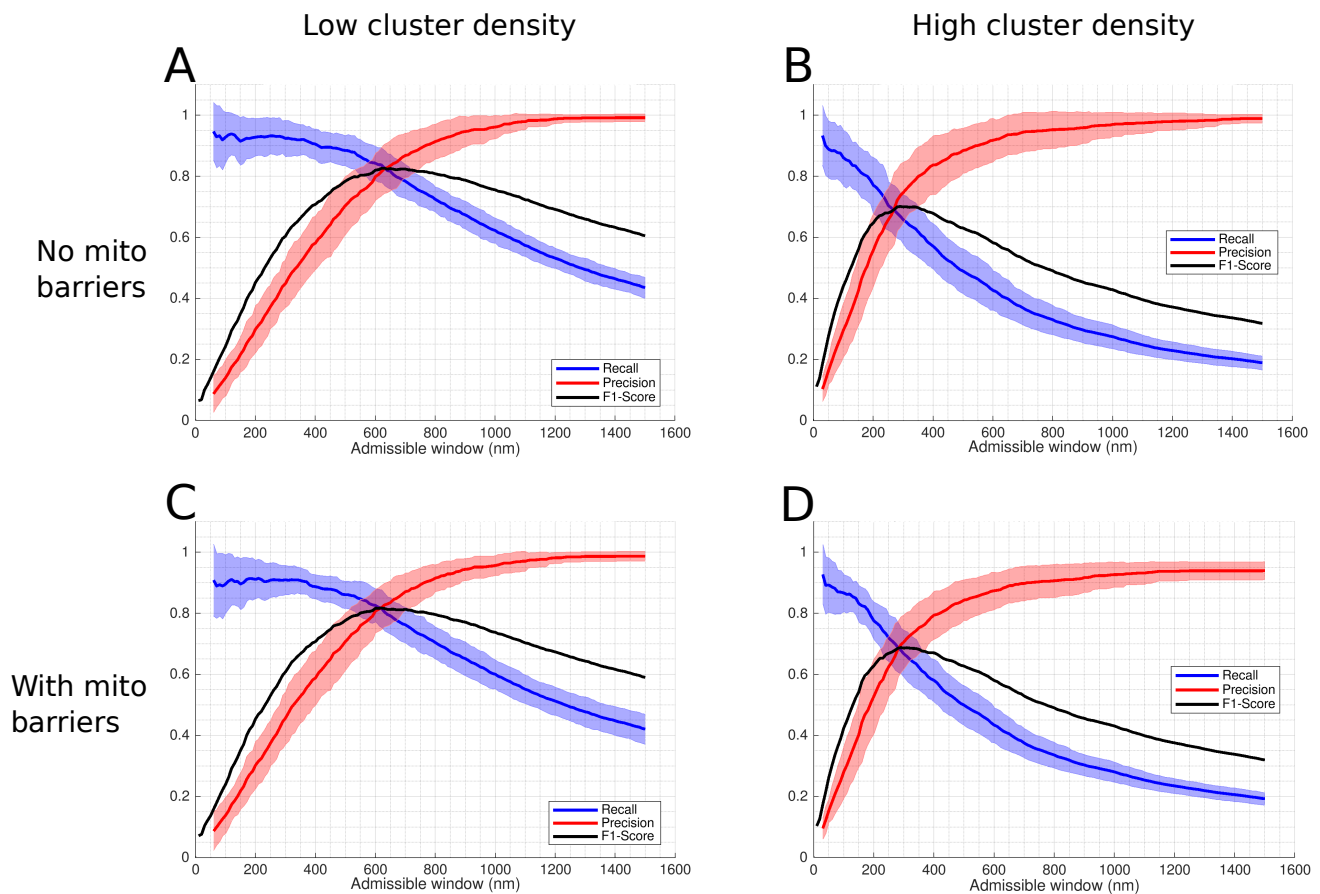 Low cluster density
High cluster density
No mito
barriers
With mito
barriers
A
1
0.8
0.6
0.4
0.2
0
0 200 400 600 800 1000 1200 1400 1600
Admissible window (nm)
Recall
Precision
F1-Score
B
1
0.8
0.6
0.4
0.2
0
0 200 400 600 800 1000 1200 1400 1600
Admissible window (nm)
Recall
Precision
F1-Score
C
1
0.8
0.6
0.4
0.2
0
0 200 400 600 800 1000 1200 1400 1600
Admissible window (nm)
Recall
Precision
F1-Score
D
1
0.8
0.6
0.4
0.2
0
0 200 400 600 800 1000 1200 1400 1600
Admissible window (nm)
Recall
Precision
F1-Score